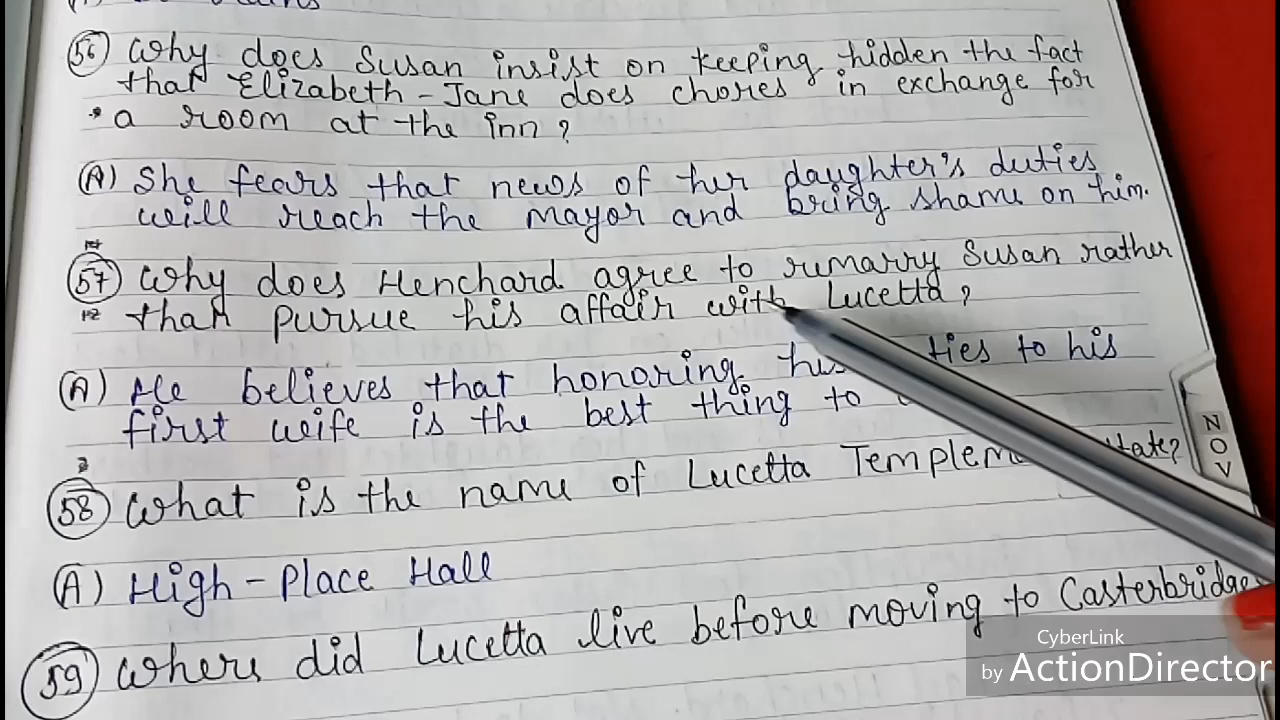 56 Why does Susan insist on keeping hidden the fact
that Elizabeth-Jane does chores in exchange for
a room at the inn?
(A) She fears that news of her daughter's duties
will reach the mayor and bring shame on him.
57 Why does Henchard agree to remarry Susan rather
than pursue his affair with Lucetta?
(A) He believes that honoring his ties to his
first wife is the best thing to
58 What is the name of Lucetta
(A) High-Place Hall
59 Where did Lucetta live before moving to Casterbridge
NOV
CyberLink
by ActionDirector